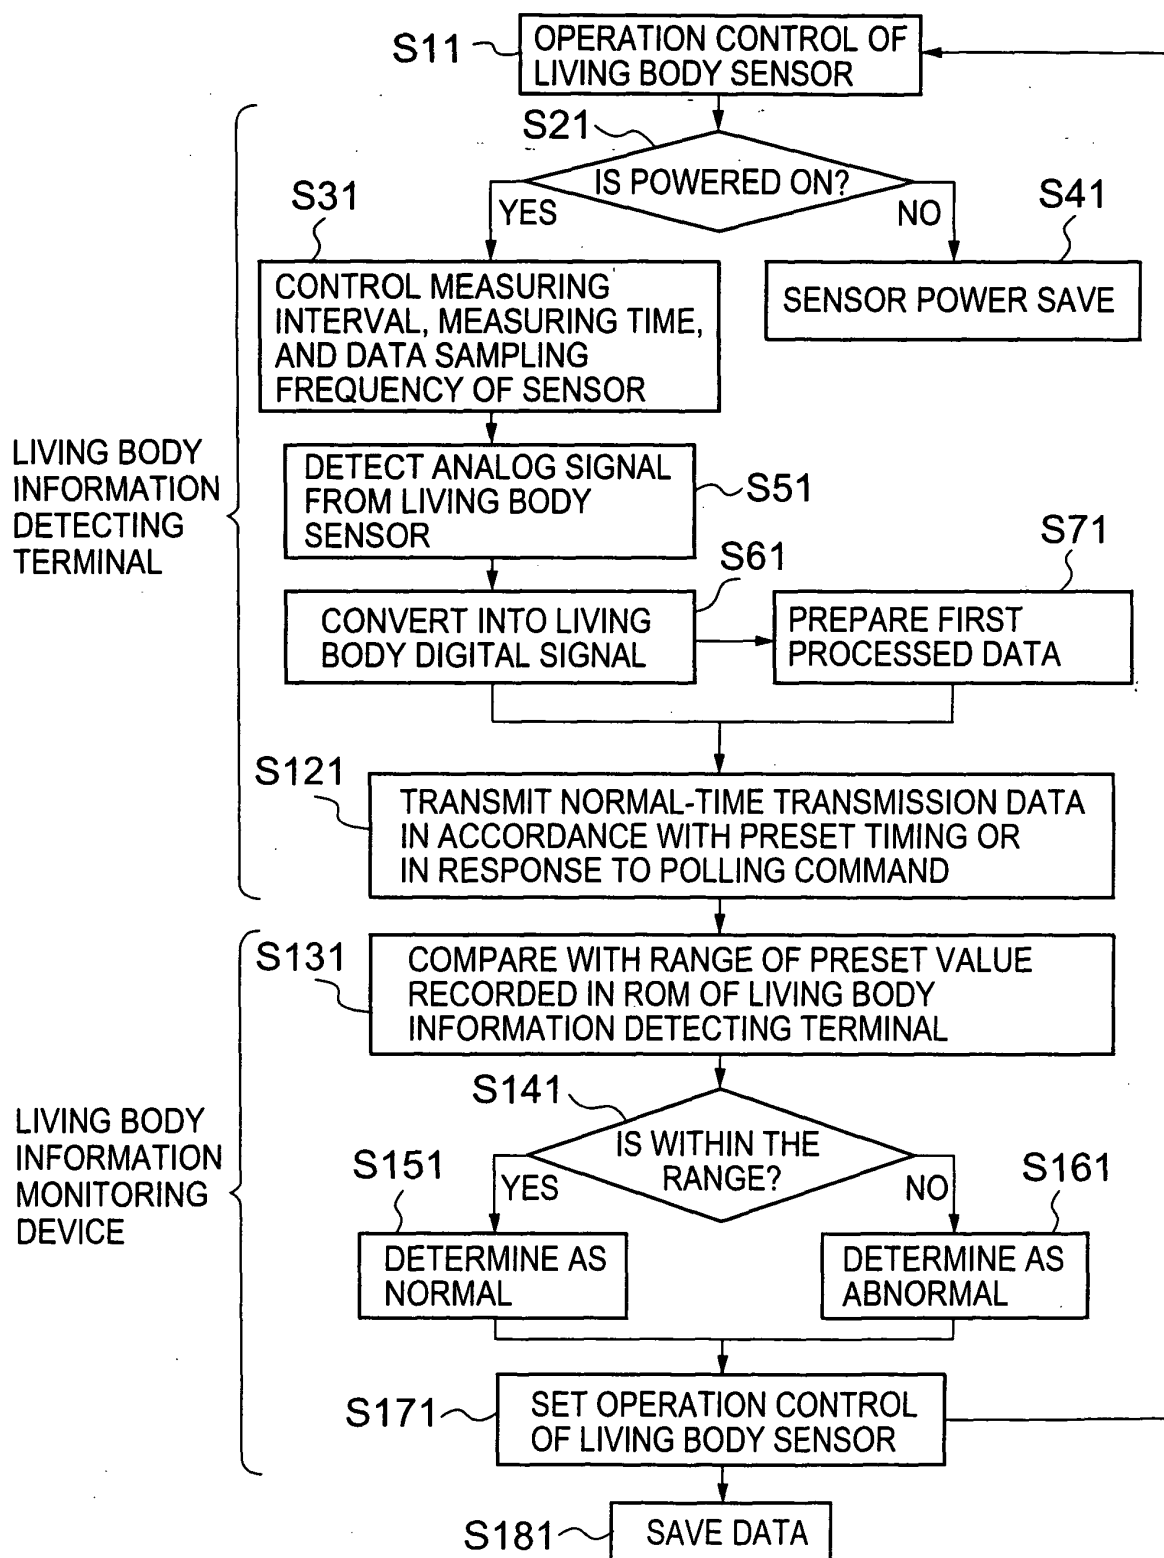 S11
OPERATION CONTROL OF
LIVING BODY SENSOR
S21
IS POWERED ON?
YES
NO
S31
CONTROL MEASURING
INTERVAL, MEASURING TIME,
AND DATA SAMPLING
FREQUENCY OF SENSOR
S41
SENSOR POWER SAVE
LIVING BODY
INFORMATION
DETECTING
TERMINAL
DETECT ANALOG SIGNAL
FROM LIVING BODY
SENSOR
S51
S61
CONVERT INTO LIVING
BODY DIGITAL SIGNAL
S71
PREPARE FIRST
PROCESSED DATA
S121
TRANSMIT NORMAL-TIME TRANSMISSION DATA
IN ACCORDANCE WITH PRESET TIMING OR
IN RESPONSE TO POLLING COMMAND
S131
COMPARE WITH RANGE OF PRESET VALUE
RECORDED IN ROM OF LIVING BODY
INFORMATION DETECTING TERMINAL
LIVING BODY
INFORMATION
MONITORING
DEVICE
S141
IS WITHIN THE
RANGE?
YES
NO
S151
DETERMINE AS
NORMAL
S161
DETERMINE AS
ABNORMAL
S171
SET OPERATION CONTROL
OF LIVING BODY SENSOR
S181
SAVE DATA